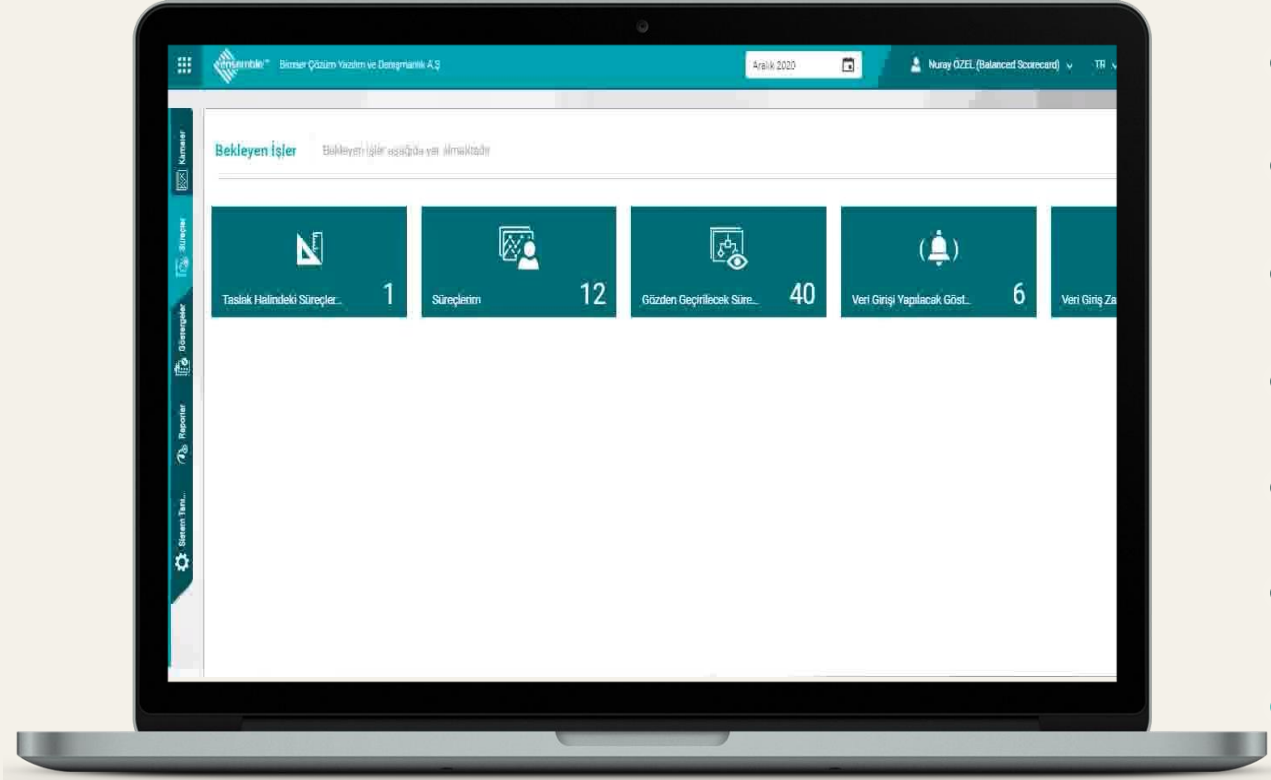 ensemble™ Bimser Çözüm Yazılım ve Danışmanlık A.Ş
Aralık 2020
Nuray ÖZEL (Balanced Scorecard)
TR
Karneler
Süreçler
Göstergeler
Raporlar
Sistem Tanı...
Bekleyen İşler
Bekleyen işler aşağıda yer almaktadır
Taslak Halindeki Süreçler... 1
Süreçlerim 12
Gözden Geçirilecek Süre... 40
Veri Girişi Yapılacak Göst... 6
Veri Giriş Za